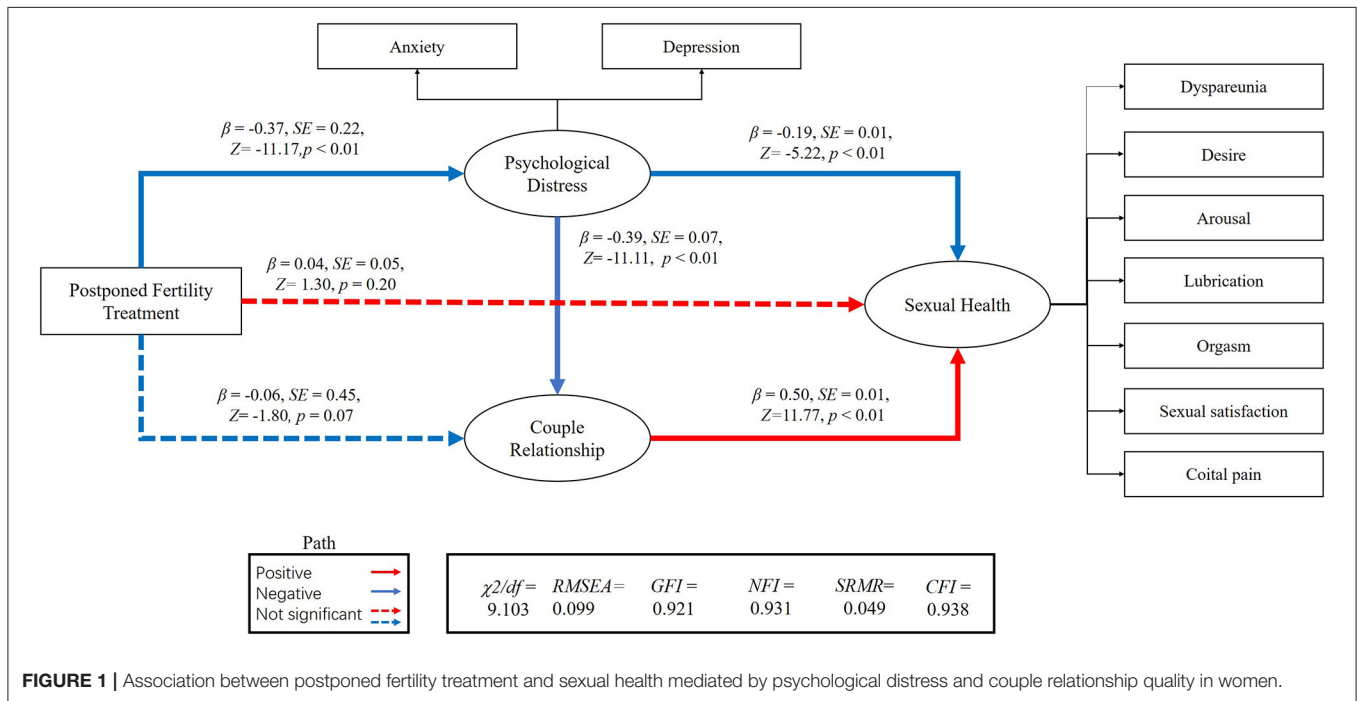 Anxiety
Depression
Dyspareunia
Desire
Arousal
Lubrication
Orgasm
Sexual satisfaction
Coital pain
β = -0.37, SE = 0.22,
Z= -11.17,p < 0.01
Psychological
Distress
β = -0.19, SE = 0.01,
Z= -5.22, p < 0.01
β = -0.39, SE = 0.07,
Z= -11.11, p < 0.01
Postponed Fertility
Treatment
β = 0.04, SE = 0.05,
Z= 1.30, p = 0.20
Sexual Health
β = -0.06, SE = 0.45,
Z= -1.80, p = 0.07
Couple
Relationship
β = 0.50, SE = 0.01,
Z=11.77, p < 0.01
Path
Positive
Negative
Not significant
χ2/df = RMSEA= GFI = NFI = SRMR= CFI =
9.103 0.099 0.921 0.931 0.049 0.938
FIGURE 1 | Association between postponed fertility treatment and sexual health mediated by psychological distress and couple relationship quality in women.